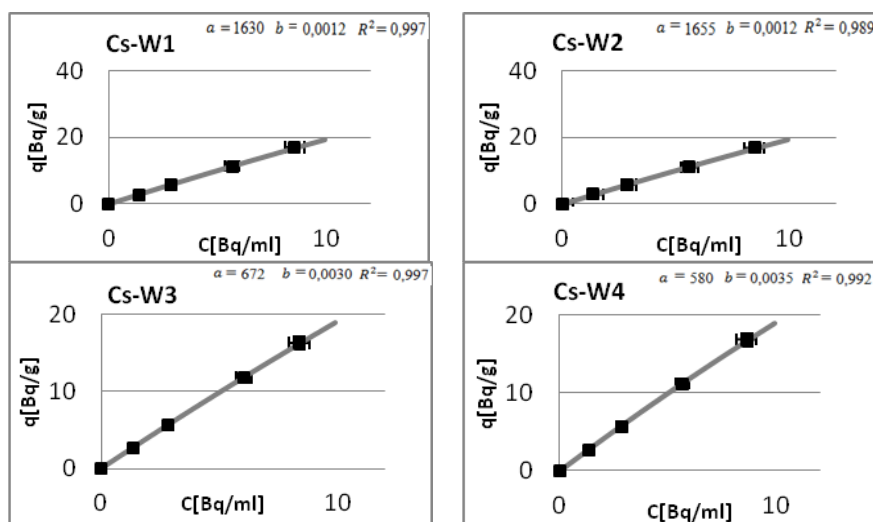 a = 1630 b = 0,0012 R² = 0,997
Cs-W1
40
20
0
q[Bq/g]
0
10
C[Bq/ml]
a = 1655 b = 0,0012 R² = 0,989
Cs-W2
40
20
0
q[Bq/g]
0
10
C[Bq/ml]
a = 672 b = 0,0030 R² = 0,997
Cs-W3
20
10
0
q[Bq/g]
0
10
C[Bq/ml]
a = 580 b = 0,0035 R² = 0,992
Cs-W4
20
10
0
q[Bq/g]
0
10
C[Bq/ml]